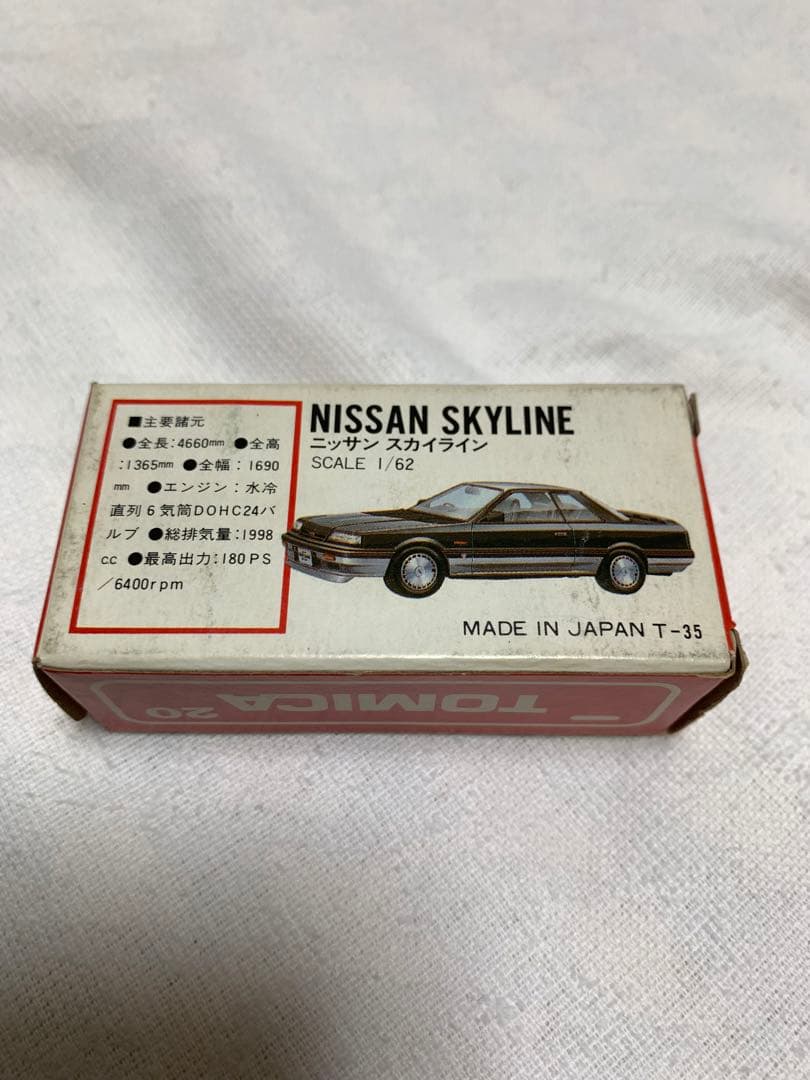 ■主要諸元
●全長:4660mm ●全高
:1365mm ●全幅:1690
mm ●エンジン:水冷
直列6気筒DOHC24バ
ルブ ●総排気量:1998
cc ●最高出力:180PS
/6400rpm
NISSAN SKYLINE
ニッサン スカイライン
SCALE 1/62
MADE IN JAPAN T-35
TOMICA 20